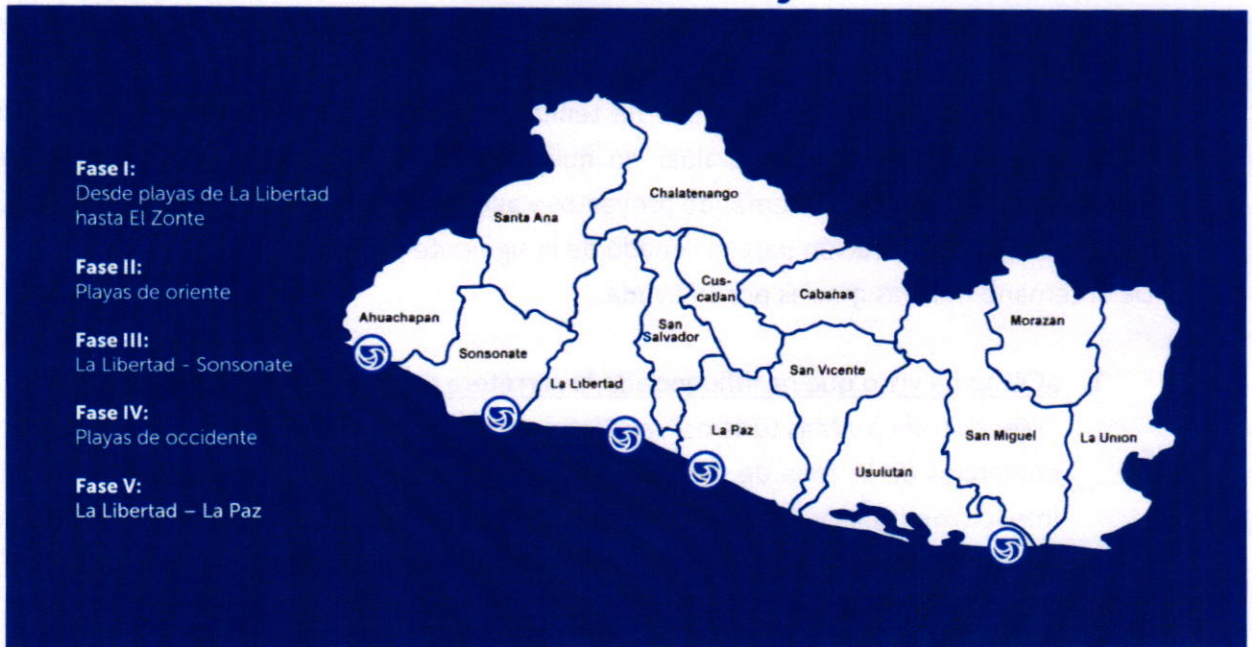 Fase I:
Desde playas de La Libertad
hasta El Zonte
Fase II:
Playas de oriente
Fase III:
La Libertad - Sonsonate
Fase IV:
Playas de occidente
Fase V:
La Libertad – La Paz
Chalatenango
Santa Ana
Cus-
catlan
Cabanas
Ahuachapan
Morazán
San
Salvador
Sonsonate
San Vicente
La Libertad
La Paz
San Miguel
La Union
Usulutan